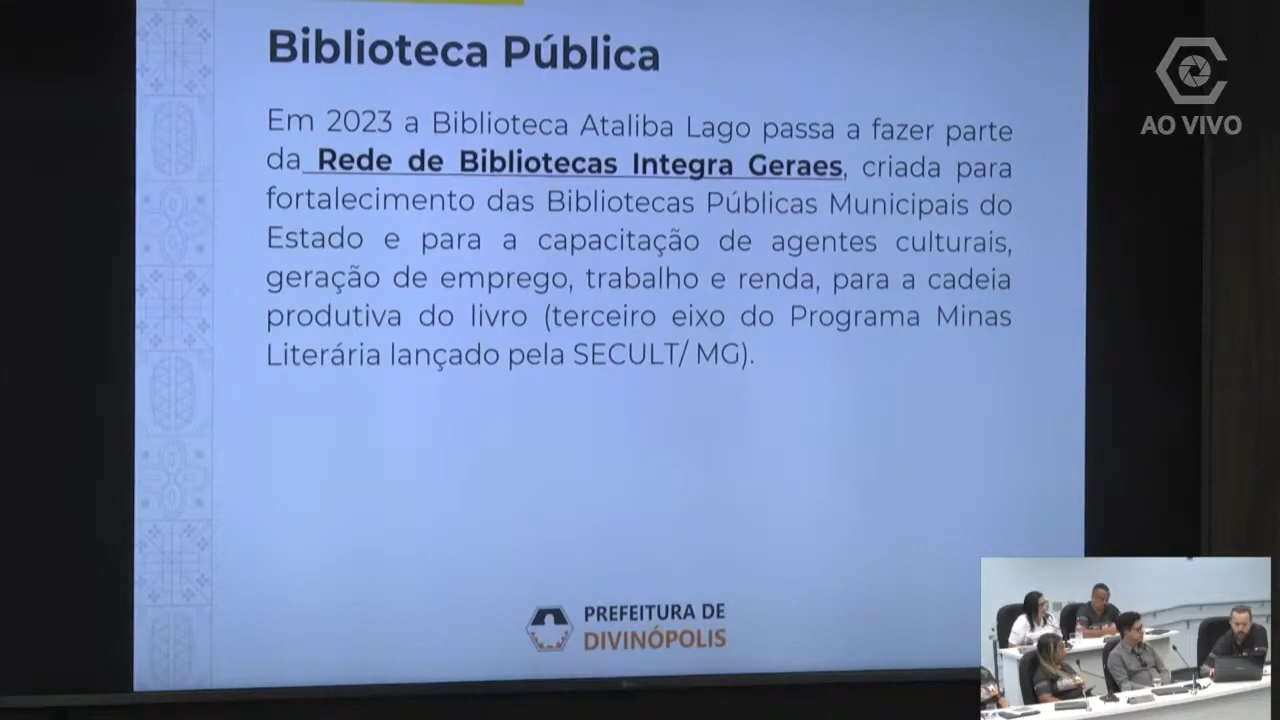 Biblioteca Pública
AO VIVO
Em 2023 a Biblioteca Ataliba Lago passa a fazer parte
da Rede de Bibliotecas Integra Geraes, criada para
fortalecimento das Bibliotecas Públicas Municipais do
Estado e para a capacitação de agentes culturais,
geração de emprego, trabalho e renda, para a cadeia
produtiva do livro (terceiro eixo do Programa Minas
Literária lançado pela SECULT/ MG).
PREFEITURA DE
DIVINÓPOLIS